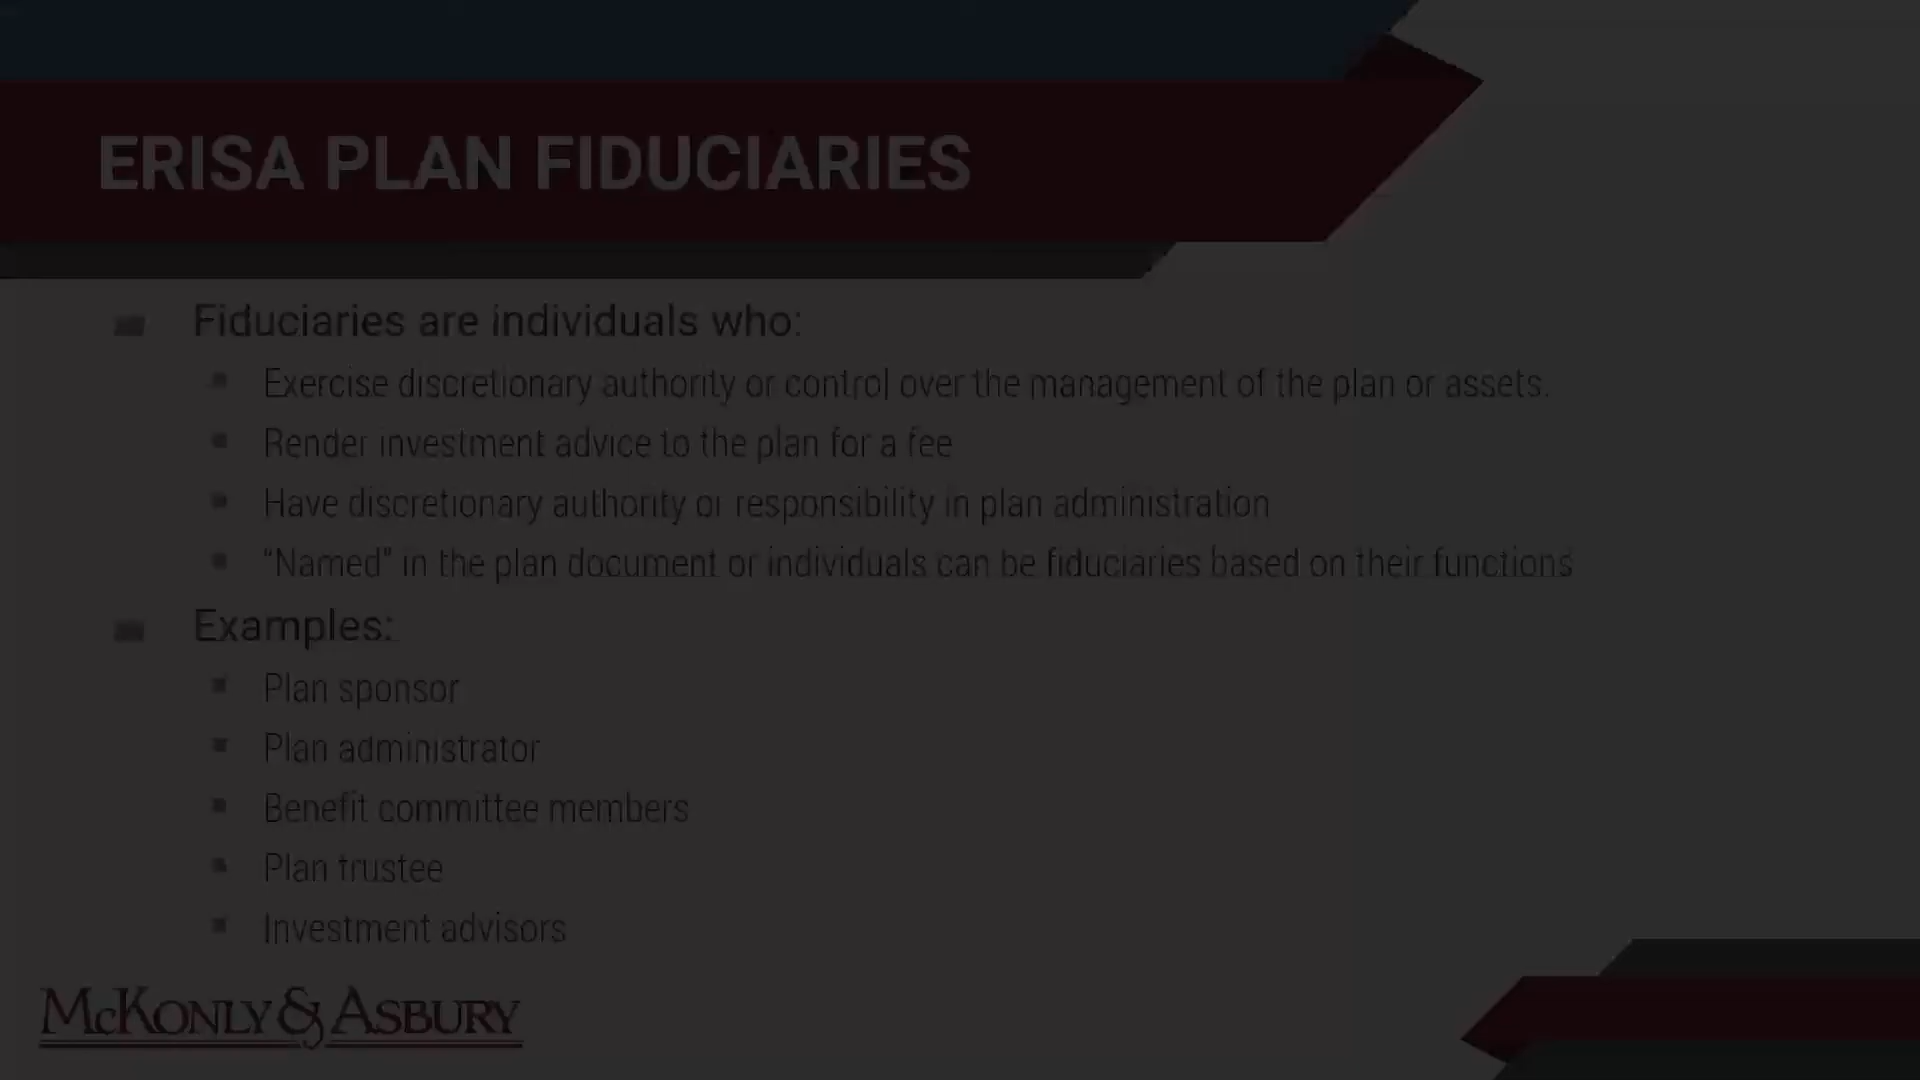 ERISA PLAN FIDUCIARIES
Fiduciaries are individuals who:
Exercise discretionary authority or control over the management of the plan or assets.
Render investment advice to the plan for a fee
Have discretionary authority or responsibility in plan administration
“Named” in the plan document or individuals can be fiduciaries based on their functions
Examples:
Plan sponsor
Plan administrator
Benefit committee members
Plan trustee
Investment advisors
McKonly & Asbury